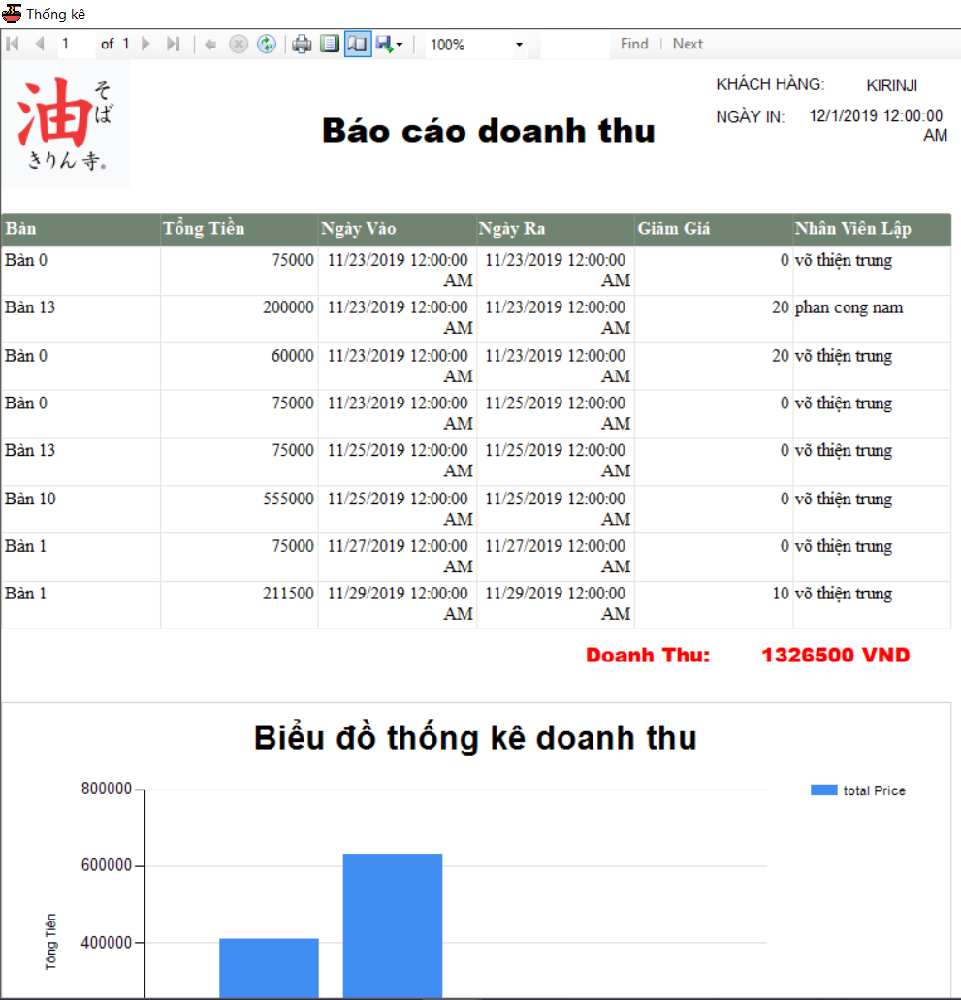 Thống kê
1 of 1 100% Find Next
油 そば
きりん寺。
Báo cáo doanh thu
KHÁCH HÀNG: KIRINJI
NGÀY IN: 12/1/2019 12:00:00 AM
Bàn Tổng Tiền Ngày Vào Ngày Ra Giảm Giá Nhân Viên Lập
Bàn 0 75000 11/23/2019 12:00:00 AM 11/23/2019 12:00:00 AM 0 võ thiện trung
Bàn 13 200000 11/23/2019 12:00:00 AM 11/23/2019 12:00:00 AM 20 phan cong nam
Bàn 0 60000 11/23/2019 12:00:00 AM 11/23/2019 12:00:00 AM 20 võ thiện trung
Bàn 0 75000 11/23/2019 12:00:00 AM 11/25/2019 12:00:00 AM 0 võ thiện trung
Bàn 13 75000 11/25/2019 12:00:00 AM 11/25/2019 12:00:00 AM 0 võ thiện trung
Bàn 10 555000 11/25/2019 12:00:00 AM 11/25/2019 12:00:00 AM 0 võ thiện trung
Bàn 1 75000 11/27/2019 12:00:00 AM 11/27/2019 12:00:00 AM 0 võ thiện trung
Bàn 1 211500 11/29/2019 12:00:00 AM 11/29/2019 12:00:00 AM 10 võ thiện trung
Doanh Thu: 1326500 VND
Biểu đồ thống kê doanh thu
800000
600000
400000
Tông Tiên
total Price